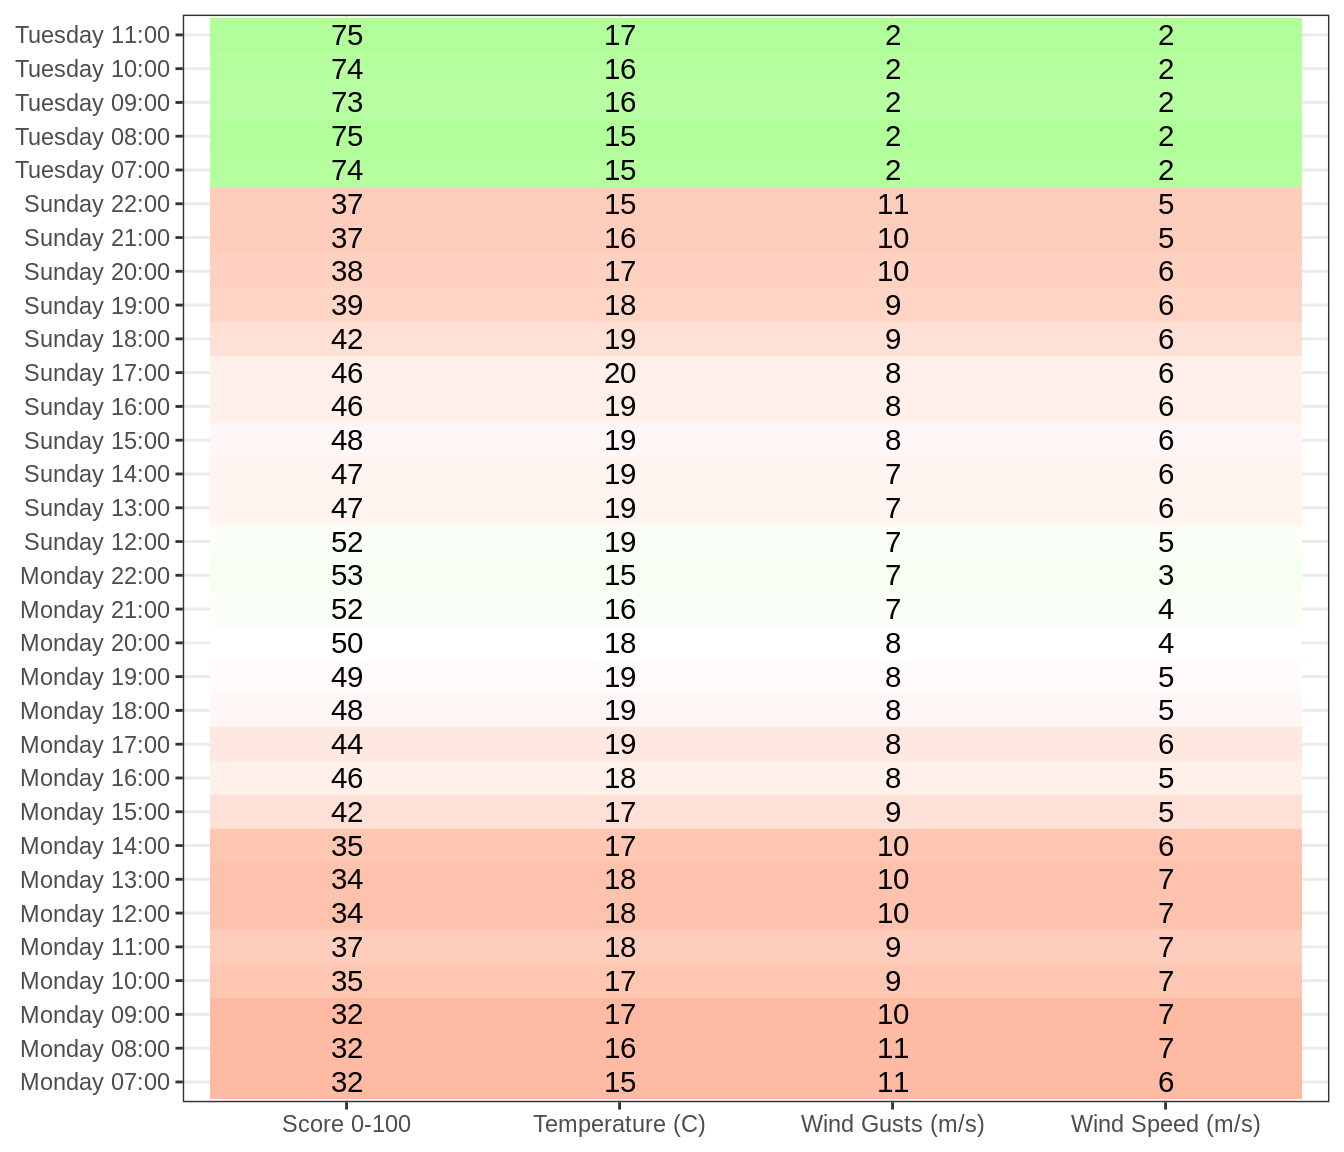 Tuesday 11:00 75 17 2 2
Tuesday 10:00 74 16 2 2
Tuesday 09:00 73 16 2 2
Tuesday 08:00 75 15 2 2
Tuesday 07:00 74 15 2 2
Sunday 22:00 37 15 11 5
Sunday 21:00 37 16 10 5
Sunday 20:00 38 17 10 6
Sunday 19:00 39 18 9 6
Sunday 18:00 42 19 9 6
Sunday 17:00 46 20 8 6
Sunday 16:00 46 19 8 6
Sunday 15:00 48 19 8 6
Sunday 14:00 47 19 7 6
Sunday 13:00 47 19 7 6
Sunday 12:00 52 19 7 5
Monday 22:00 53 15 7 3
Monday 21:00 52 16 7 4
Monday 20:00 50 18 8 4
Monday 19:00 49 19 8 5
Monday 18:00 48 19 8 5
Monday 17:00 44 19 8 6
Monday 16:00 46 18 8 5
Monday 15:00 42 17 9 5
Monday 14:00 35 17 10 6
Monday 13:00 34 18 10 7
Monday 12:00 34 18 10 7
Monday 11:00 37 18 9 7
Monday 10:00 35 17 9 7
Monday 09:00 32 17 10 7
Monday 08:00 32 16 11 7
Monday 07:00 32 15 11 6
Score 0-100 Temperature (C) Wind Gusts (m/s) Wind Speed (m/s)